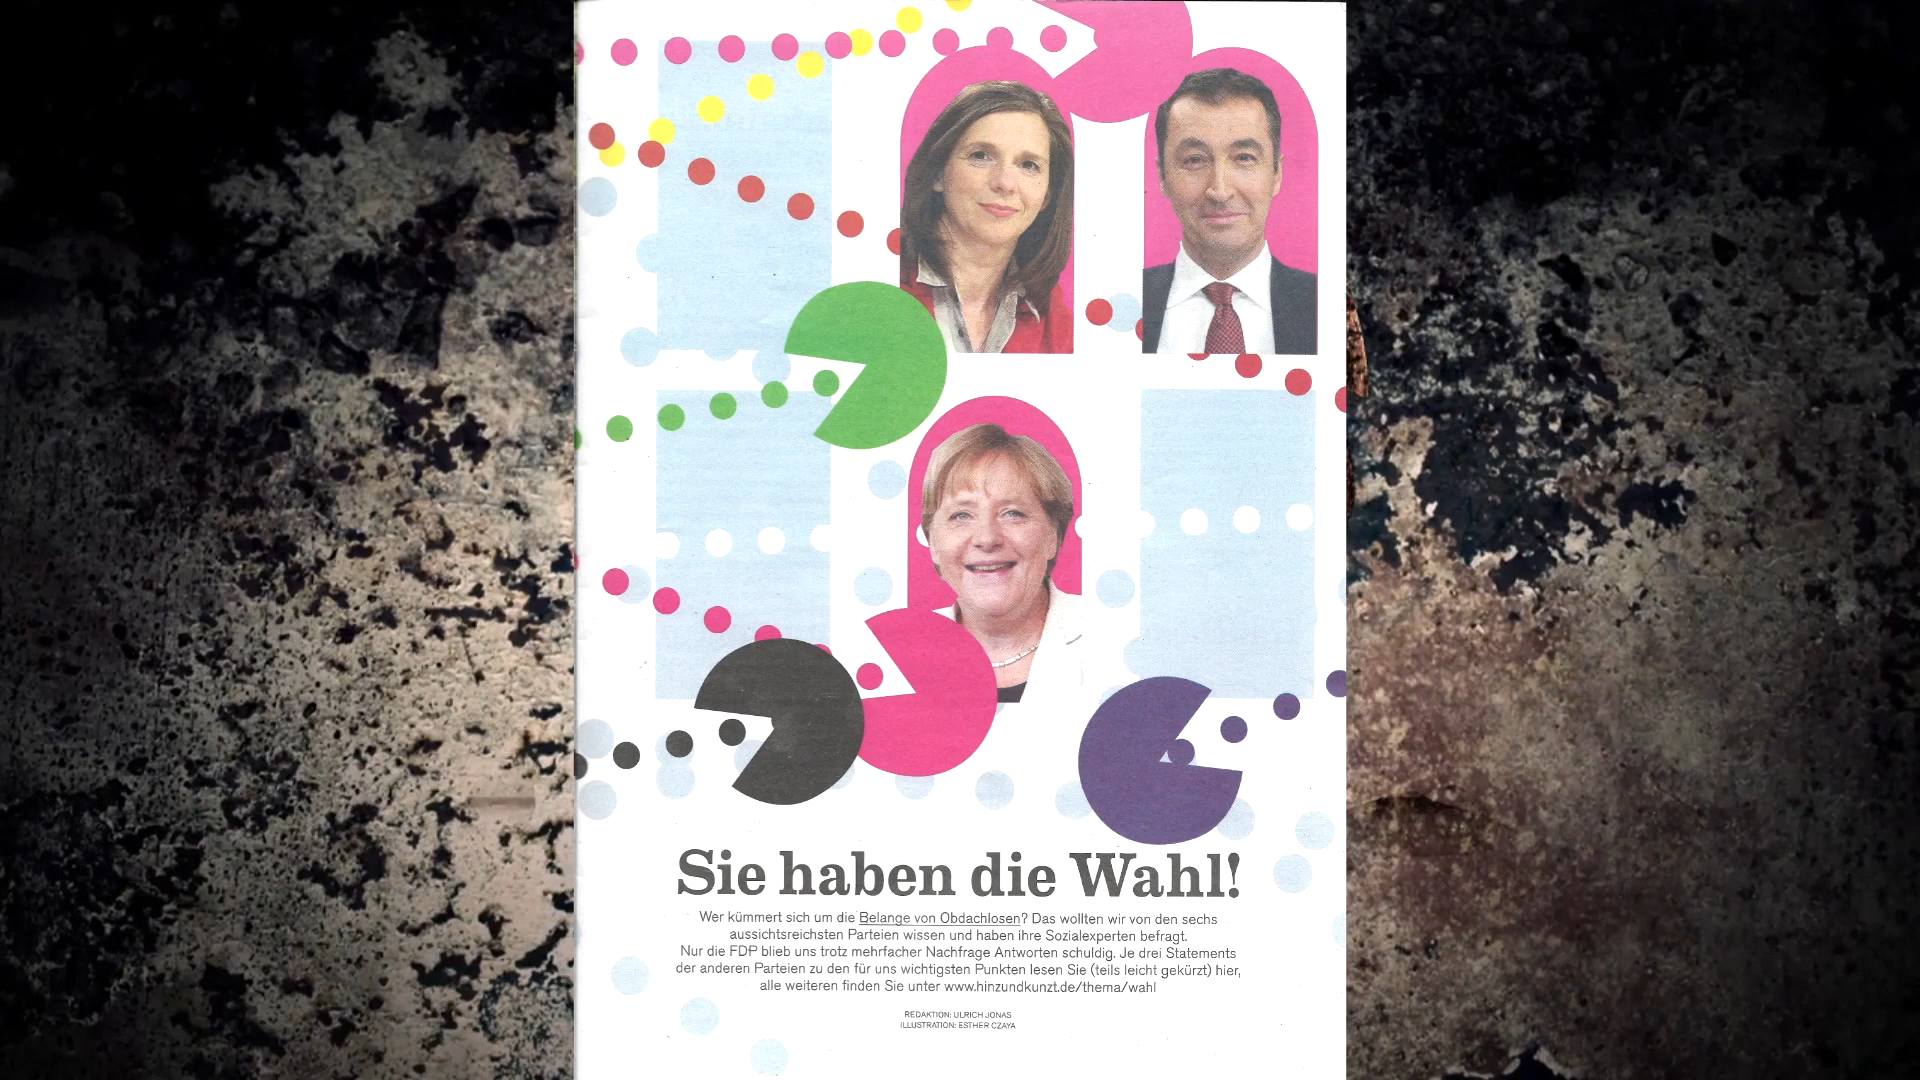 Sie haben die Wahl!
Wer kümmert sich um die Belange von Obdachlosen? Das wollten wir von den sechs
aussichtsreichsten Parteien wissen und haben ihre Sozialexperten befragt.
Nur die FDP blieb uns trotz mehrfacher Nachfrage Antworten schuldig. Je drei Statements
der anderen Parteien zu den für uns wichtigsten Punkten lesen Sie (teils leicht gekürzt) hier,
alle weiteren finden Sie unter www.hinzundkunzt.de/thema/wahl
REDAKTION: ULRICH JONAS
ILLUSTRATION: ESTHER CZAYA